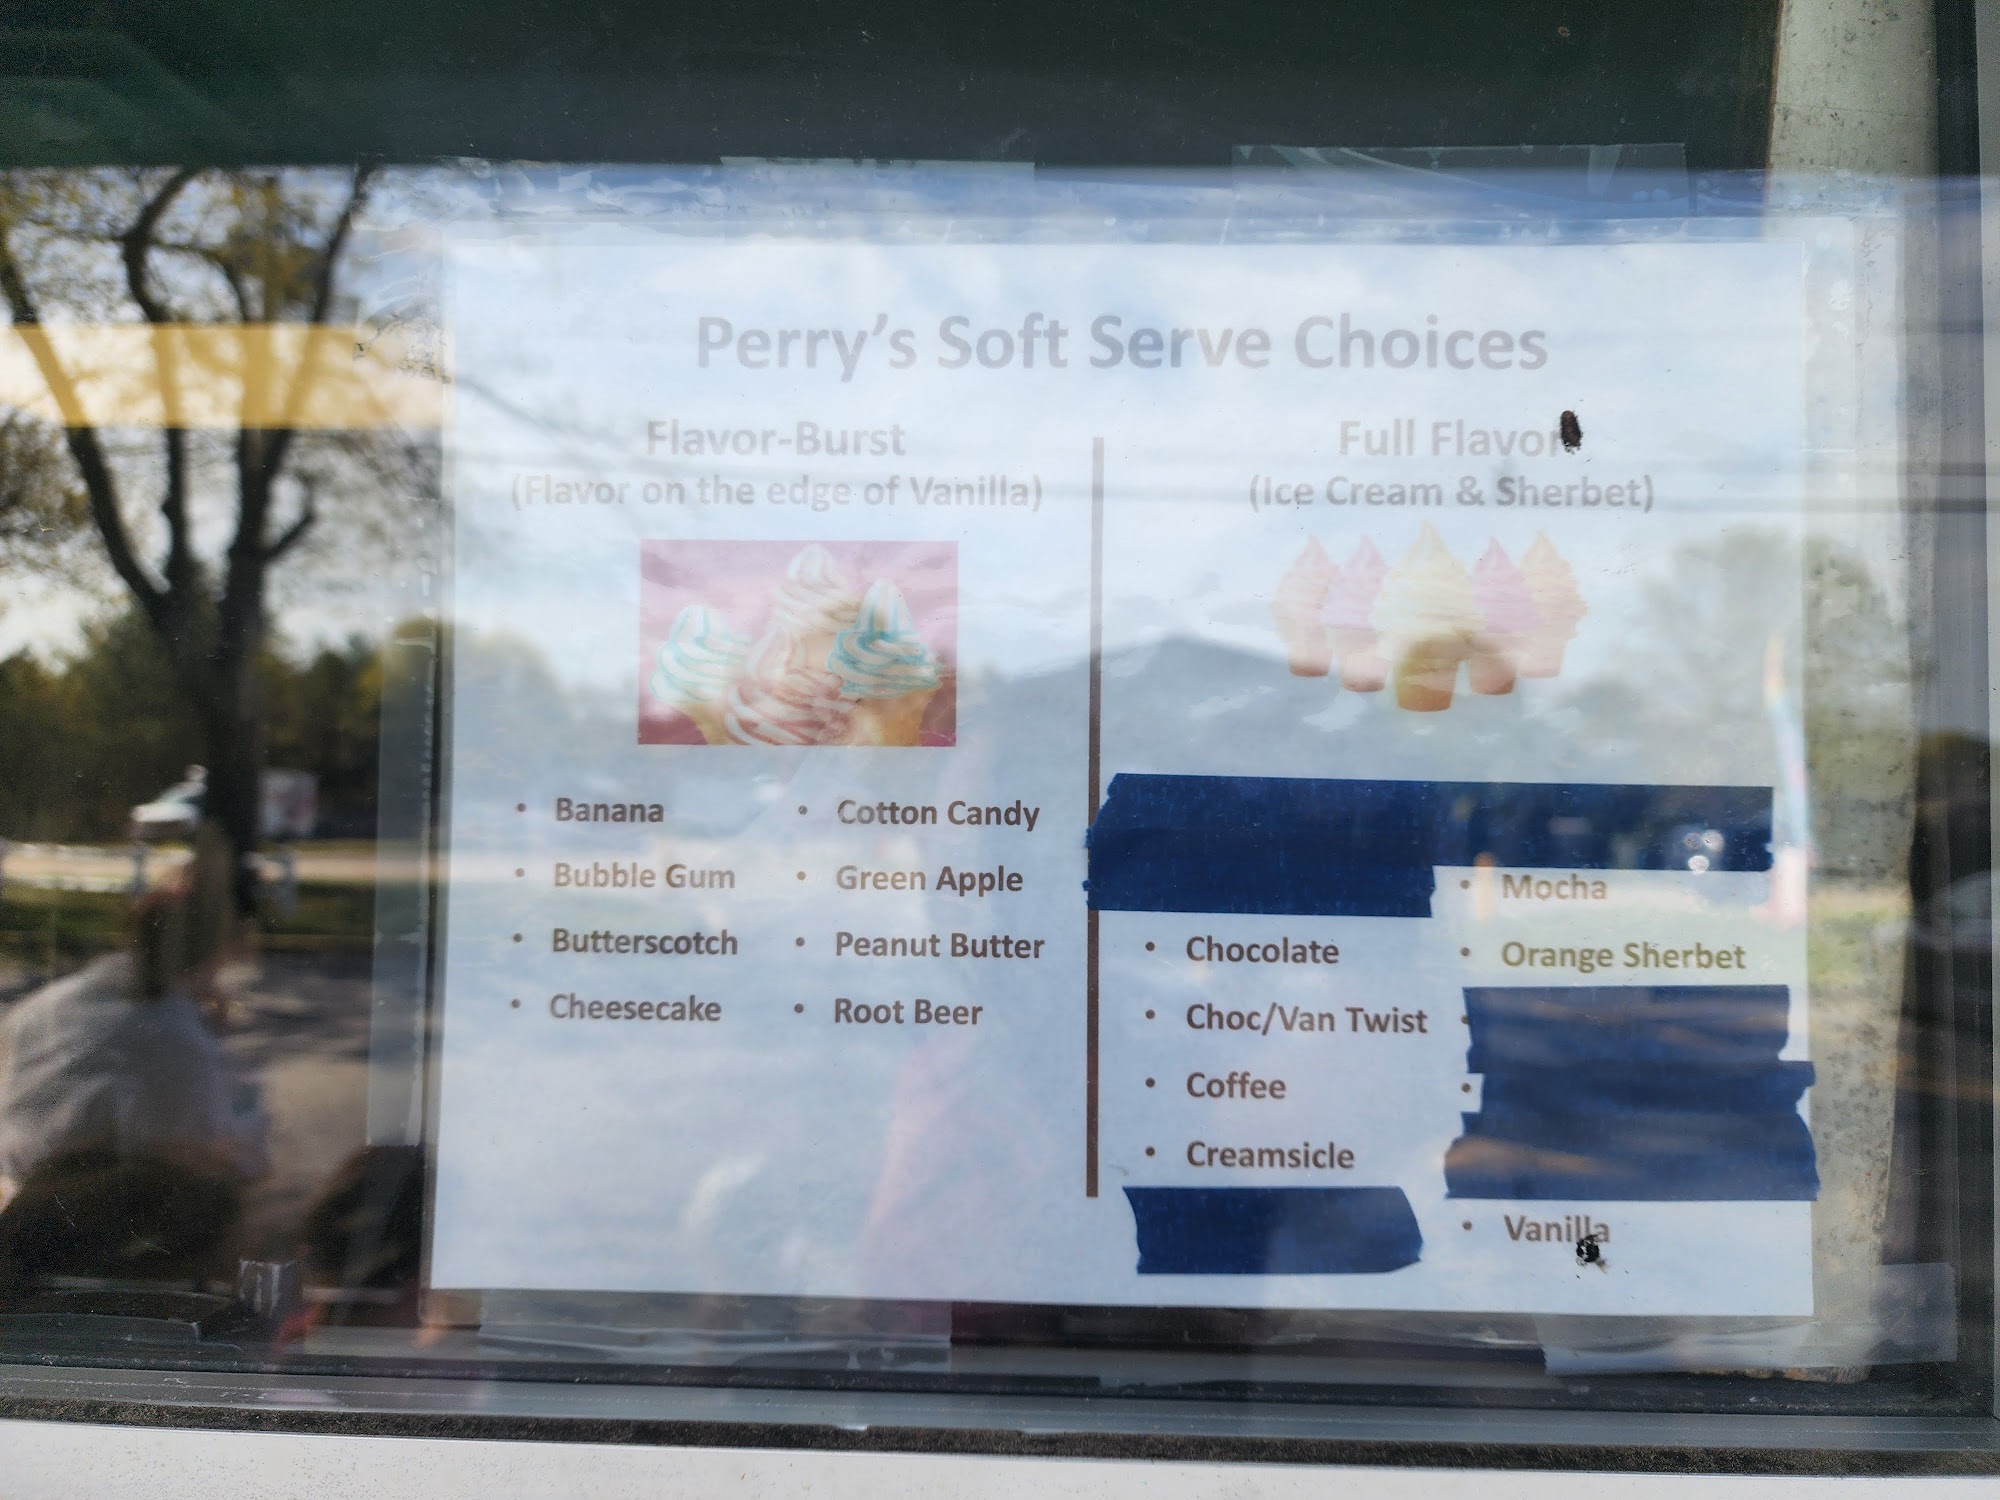 Perry's Soft Serve Choices
Flavor-Burst
(Flavor on the edge of Vanilla)
• Banana
• Bubble Gum
• Butterscotch
• Cheesecake
• Cotton Candy
• Green Apple
• Peanut Butter
• Root Beer
Full Flavor
(Ice Cream & Sherbet)
• Chocolate
• Choc/Van Twist
• Coffee
• Creamsicle
• Mocha
• Orange Sherbet
• Vanilla